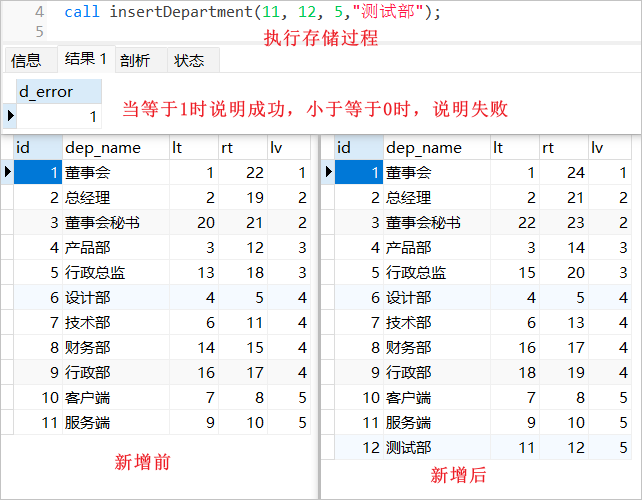 4 call insertDepartment(11, 12, 5,"测试部");
5
执行存储过程
信息 结果 1 剖析 状态
d_error
1
当等于1时说明成功，小于等于0时，说明失败
id dep_name lt rt lv
1 董事会 1 22 1
2 总经理 2 19 2
3 董事会秘书 20 21 2
4 产品部 3 12 3
5 行政总监 13 18 3
6 设计部 4 5 4
7 技术部 6 11 4
8 财务部 14 15 4
9 行政部 16 17 4
10 客户端 7 8 5
11 服务端 9 10 5
新增前
id dep_name lt rt lv
1 董事会 1 24 1
2 总经理 2 21 2
3 董事会秘书 22 23 2
4 产品部 3 14 3
5 行政总监 15 20 3
6 设计部 4 5 4
7 技术部 6 13 4
8 财务部 16 17 4
9 行政部 18 19 4
10 客户端 7 8 5
11 服务端 9 10 5
12 测试部 11 12 5
新增后